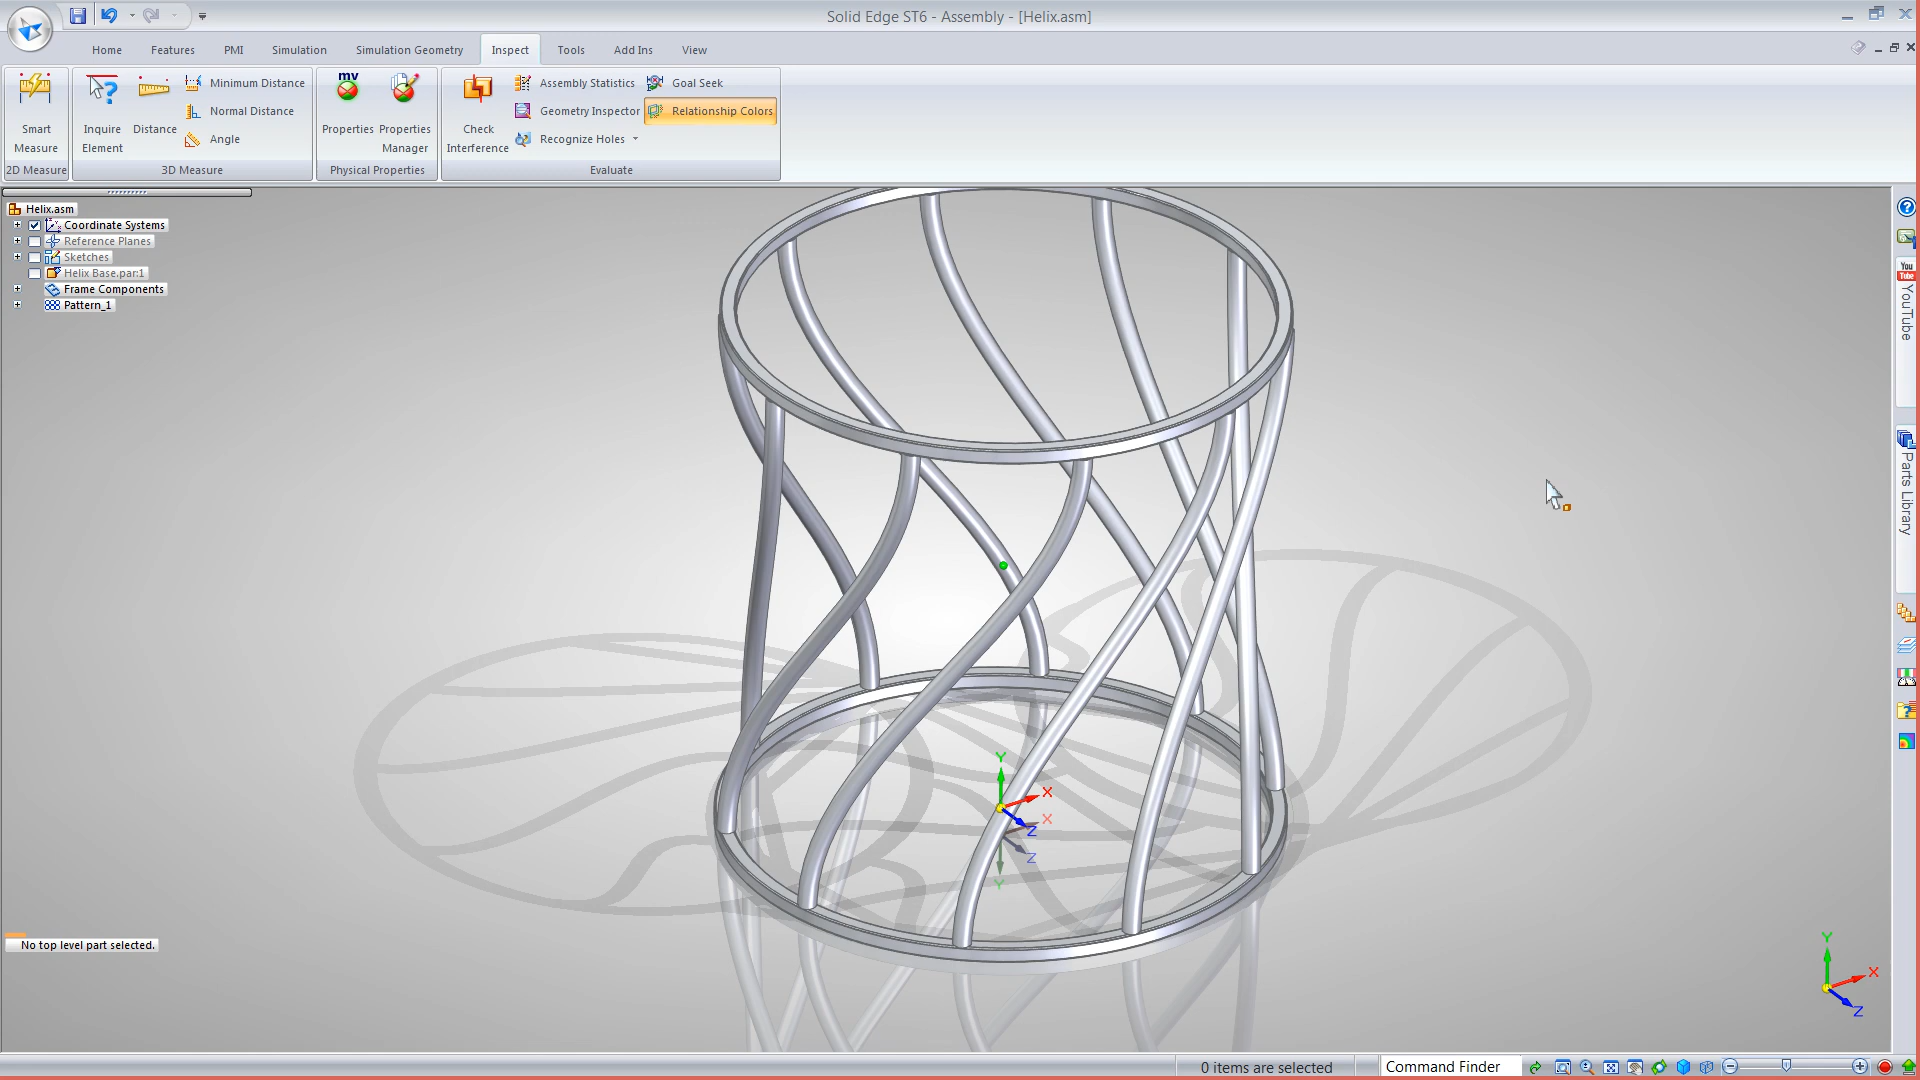 Solid Edge ST6 - Assembly - [Helix.asm]
Home Features PMI Simulation Simulation Geometry Inspect Tools Add Ins View
Smart Measure
2D Measure
Inquire Element
Distance
Minimum Distance
Normal Distance
Angle
3D Measure
mv
Properties
Properties Manager
Physical Properties
Check Interference
Assembly Statistics
Geometry Inspector
Recognize Holes
Goal Seek
Relationship Colors
Evaluate
Helix.asm
Coordinate Systems
Reference Planes
Sketches
Helix Base.par:1
Frame Components
Pattern_1
You
Tube
YouTube
Parts Library
Y
X
Z
X
Z
Y
No top level part selected.
Y
X
Z
0 items are selected
Command Finder